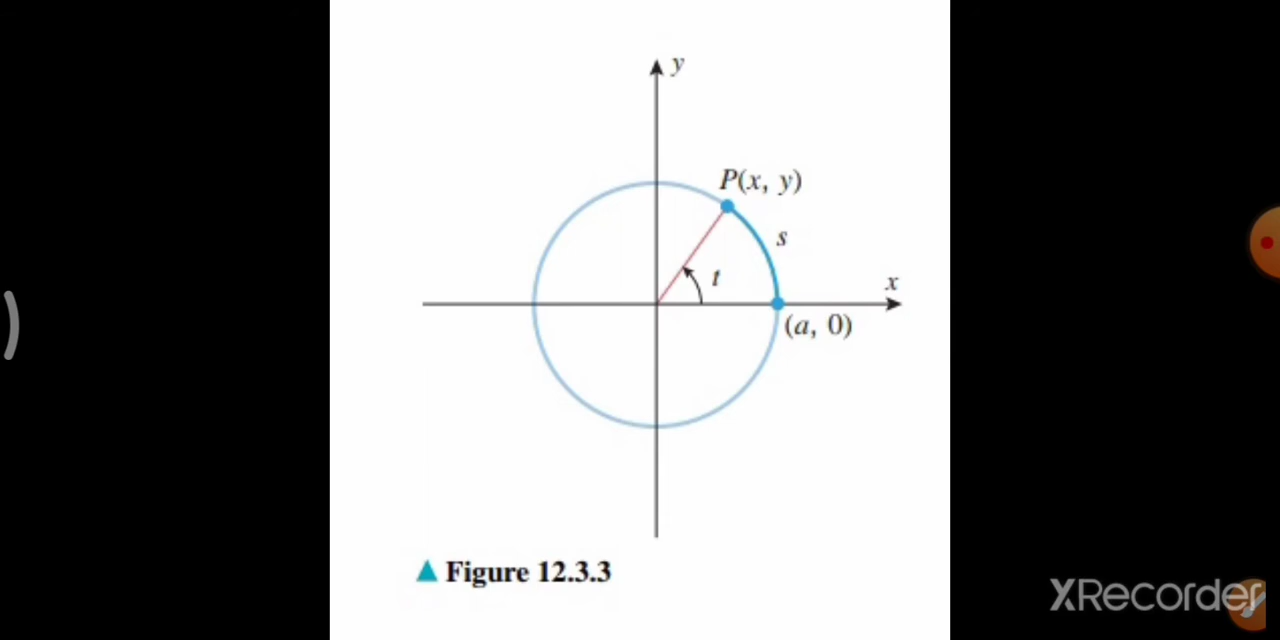 y
P(x, y)
s
t
x
(a, 0)
▲ Figure 12.3.3
XRecorder